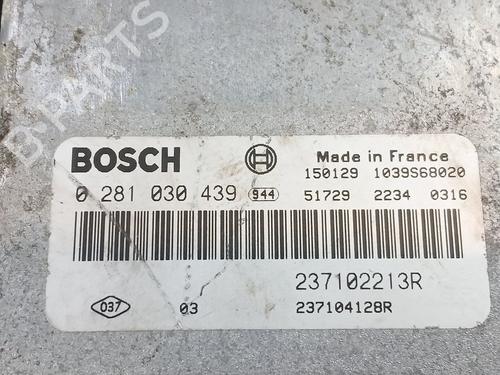 B-PARTS
BOSCH
Made in France
150129 1039S68020
0 281 030 439 944 51729 2234 0316
237102213R
037 03 237104128R